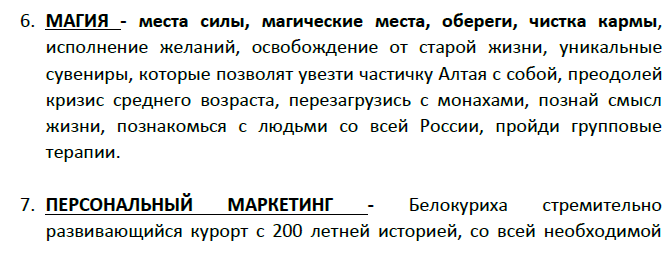 6. МАГИЯ - места силы, магические места, обереги, чистка кармы,
исполнение желаний, освобождение от старой жизни, уникальные
сувениры, которые позволят увезти частичку Алтая с собой, преодолей
кризис среднего возраста, перезагрузись с монахами, познай смысл
жизни, познакомься с людьми со всей России, пройди групповые
терапии.
7. ПЕРСОНАЛЬНЫЙ МАРКЕТИНГ - Белокуриха стремительно
развивающийся курорт с 200 летней историей, со всей необходимой